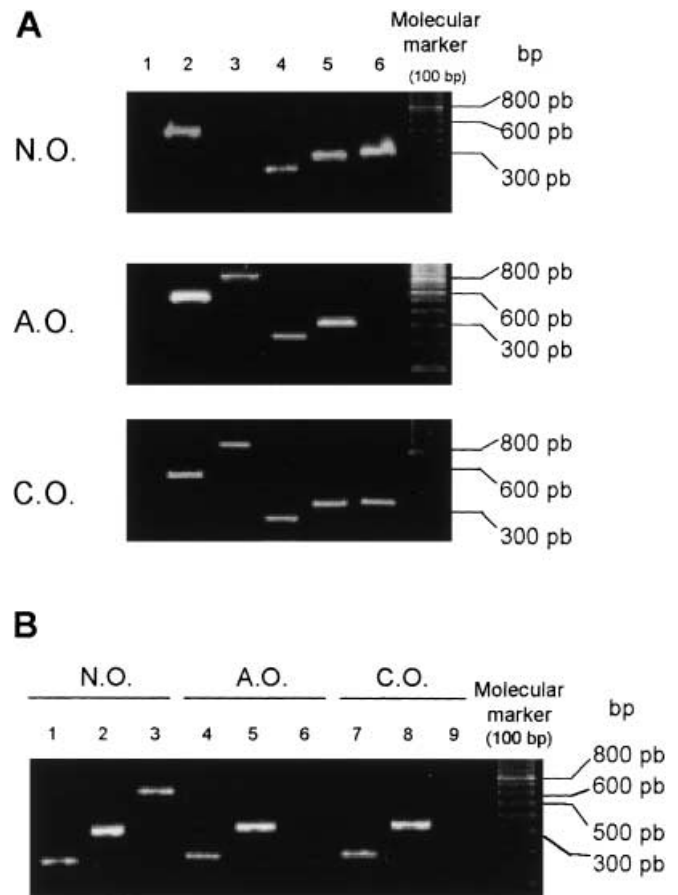 A
Molecular
marker
(100 bp)
bp
1 2 3 4 5 6
N.O.
800 pb
600 pb
300 pb
A.O.
800 pb
600 pb
300 pb
C.O.
800 pb
600 pb
300 pb
B
N.O. A.O. C.O.
Molecular
marker
(100 bp)
bp
1 2 3 4 5 6 7 8 9
800 pb
600 pb
500 pb
300 pb